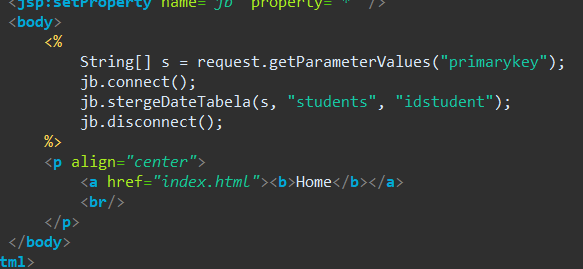 <jsp:setProperty name="jb" property="*" />
<body>
<%
String[] s = request.getParameterValues("primarykey");
jb.connect();
jb.stergeDateTabela(s, "students", "idstudent");
jb.disconnect();
%>
<p align="center">
<a href="index.html"><b>Home</b></a>
<br/>
</p>
</body>
tml>